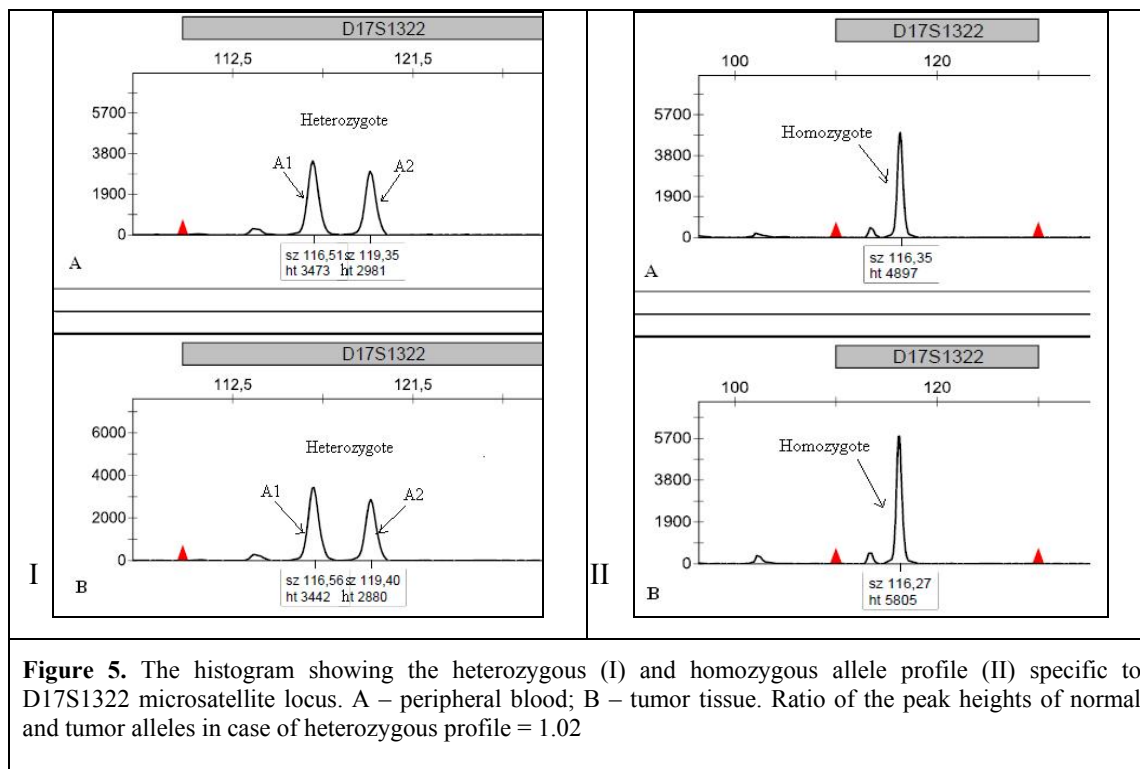 D17S1322
112,5 121,5
5700
3800
1900
0
Heterozygote
A1
A2
sz 116,51 sz 119,35
ht 3473 ht 2981
A
D17S1322
112,5 121,5
6000
4000
2000
0
Heterozygote
A1
A2
sz 116,56 sz 119,40
ht 3442 ht 2880
I
B
D17S1322
100 120
5700
3800
1900
0
Homozygote
sz 116,35
ht 4897
A
D17S1322
100 120
5700
3800
1900
0
Homozygote
sz 116,27
ht 5805
II
B
Figure 5. The histogram showing the heterozygous (I) and homozygous allele profile (II) specific to
D17S1322 microsatellite locus. A – peripheral blood; B – tumor tissue. Ratio of the peak heights of normal
and tumor alleles in case of heterozygous profile = 1.02